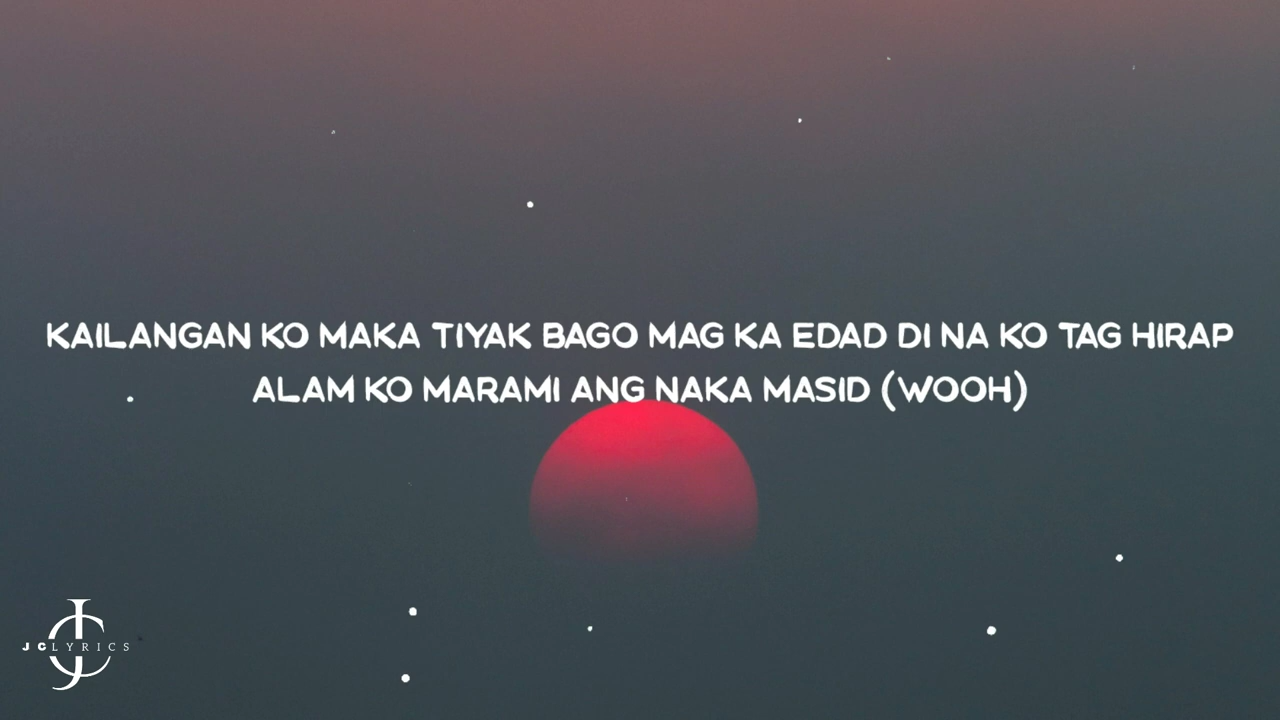 KAILANGAN KO MAKA TIYAK BAGO MAG KA EDAD DI NA KO TAG HIRAP
ALAM KO MARAMI ANG NAKA MASID (WOOH)
JC
JCLYRICS